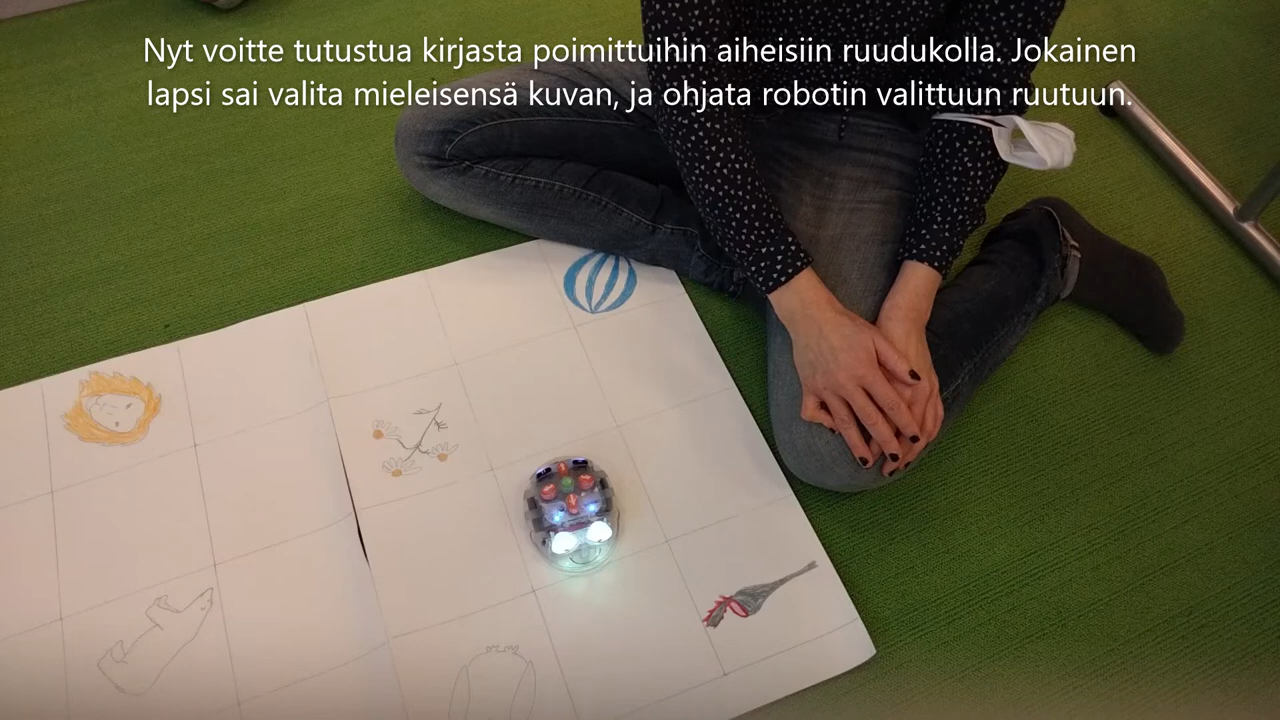 Nyt voitte tutustua kirjasta poimittuihin aiheisiin ruudukolla. Jokainen
lapsi sai valita mieleisensä kuvan, ja ohjata robotin valittuun ruutuun.